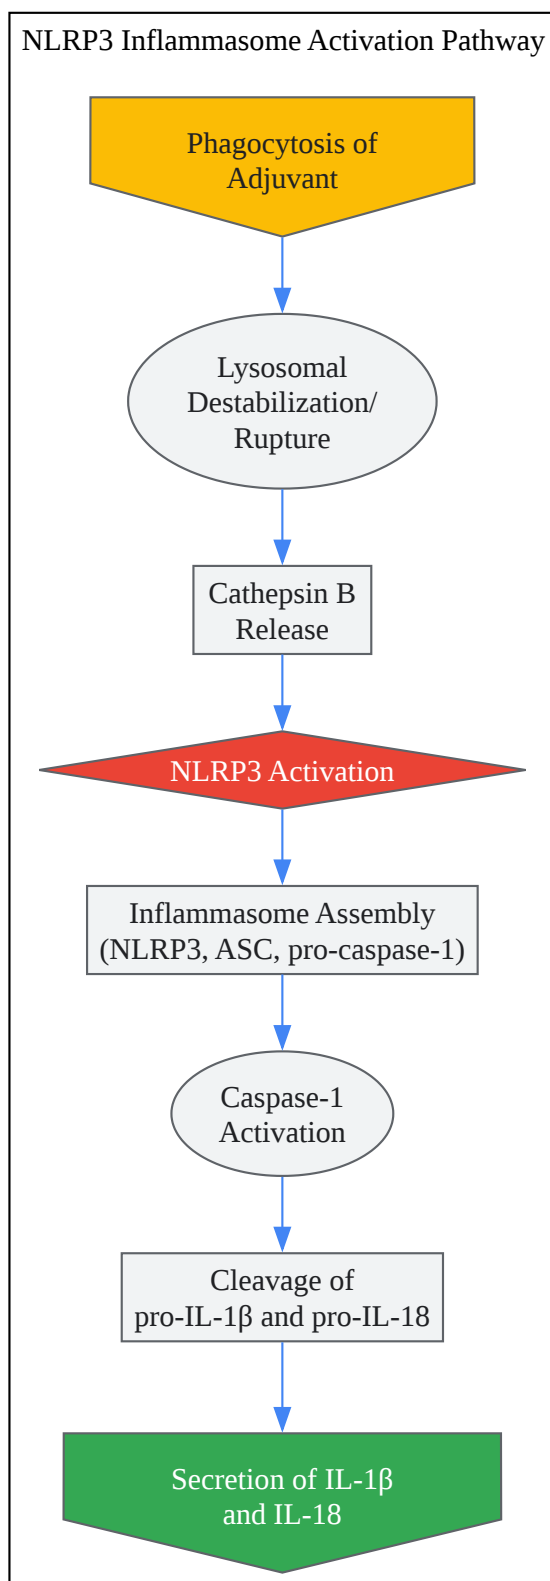 NLRP3 Inflammasome Activation Pathway
Phagocytosis of
Adjuvant
Lysosomal
Destabilization/
Rupture
Cathepsin B
Release
NLRP3 Activation
Inflammasome Assembly
(NLRP3, ASC, pro-caspase-1)
Caspase-1
Activation
Cleavage of
pro-IL-1β and pro-IL-18
Secretion of IL-1β
and IL-18